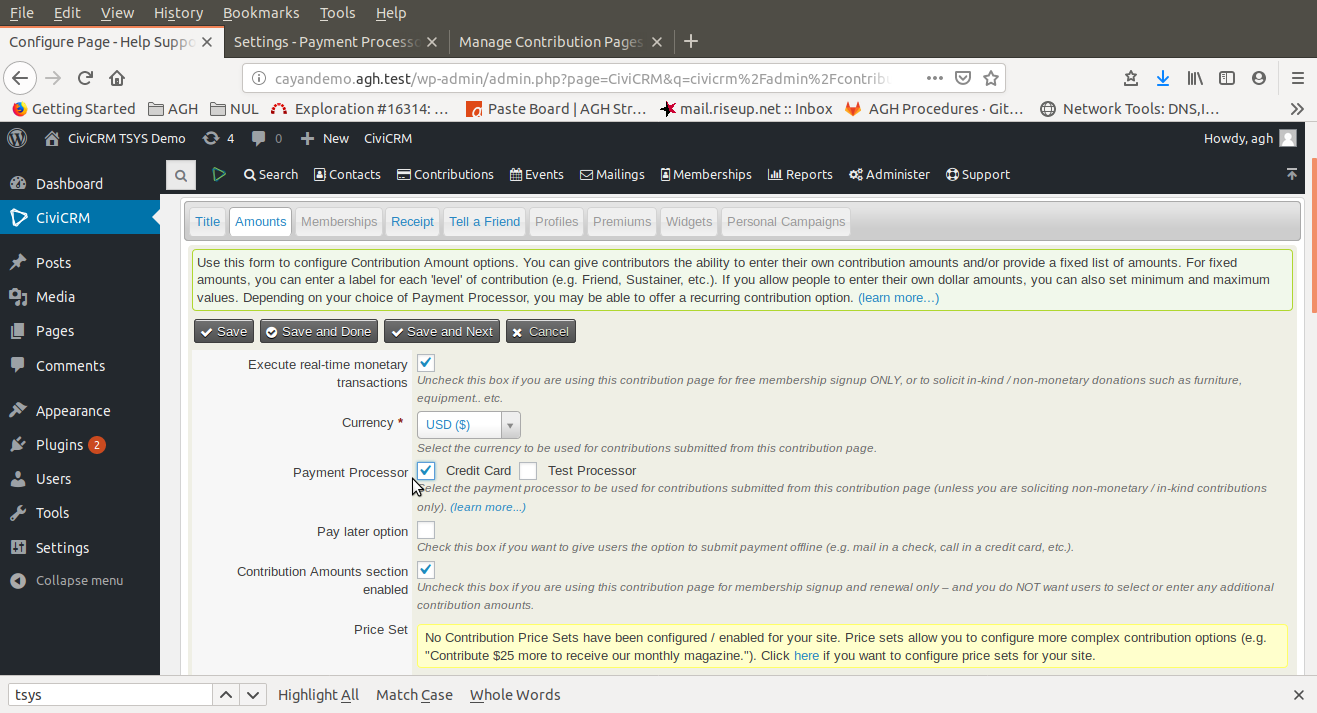 File Edit View History Bookmarks Tools Help
Configure Page - Help Suppo
Settings - Payment Processo
Manage Contribution Pages
cayandemo.agh.test/wp-admin/admin.php?page=CiviCRM&q=civicrm%2Fadmin%2Fcontribu
Getting Started AGH NUL Exploration #16314: ... Paste Board | AGH Str... mail.riseup.net :: Inbox AGH Procedures · Git... Network Tools: DNS,I...
CiviCRM TSYS Demo 4 0 New CiviCRM Howdy, agh
Search Contacts Contributions Events Mailings Memberships Reports Administer Support
Dashboard
CiviCRM
Posts
Media
Pages
Comments
Appearance
Plugins 2
Users
Tools
Settings
Collapse menu
Title Amounts Memberships Receipt Tell a Friend Profiles Premiums Widgets Personal Campaigns
Use this form to configure Contribution Amount options. You can give contributors the ability to enter their own contribution amounts and/or provide a fixed list of amounts. For fixed
amounts, you can enter a label for each 'level' of contribution (e.g. Friend, Sustainer, etc.). If you allow people to enter their own dollar amounts, you can also set minimum and maximum
values. Depending on your choice of Payment Processor, you may be able to offer a recurring contribution option. (learn more...)
Save Save and Done Save and Next Cancel
Execute real-time monetary
transactions
Uncheck this box if you are using this contribution page for free membership signup ONLY, or to solicit in-kind / non-monetary donations such as furniture,
equipment.. etc.
Currency *
USD ($)
Select the currency to be used for contributions submitted from this contribution page.
Payment Processor
Credit Card Test Processor
Select the payment processor to be used for contributions submitted from this contribution page (unless you are soliciting non-monetary / in-kind contributions
only). (learn more...)
Pay later option
Check this box if you want to give users the option to submit payment offline (e.g. mail in a check, call in a credit card, etc.).
Contribution Amounts section
enabled
Uncheck this box if you are using this contribution page for membership signup and renewal only – and you do NOT want users to select or enter any additional
contribution amounts.
Price Set
No Contribution Price Sets have been configured / enabled for your site. Price sets allow you to configure more complex contribution options (e.g.
"Contribute $25 more to receive our monthly magazine."). Click here if you want to configure price sets for your site.
tsys Highlight All Match Case Whole Words